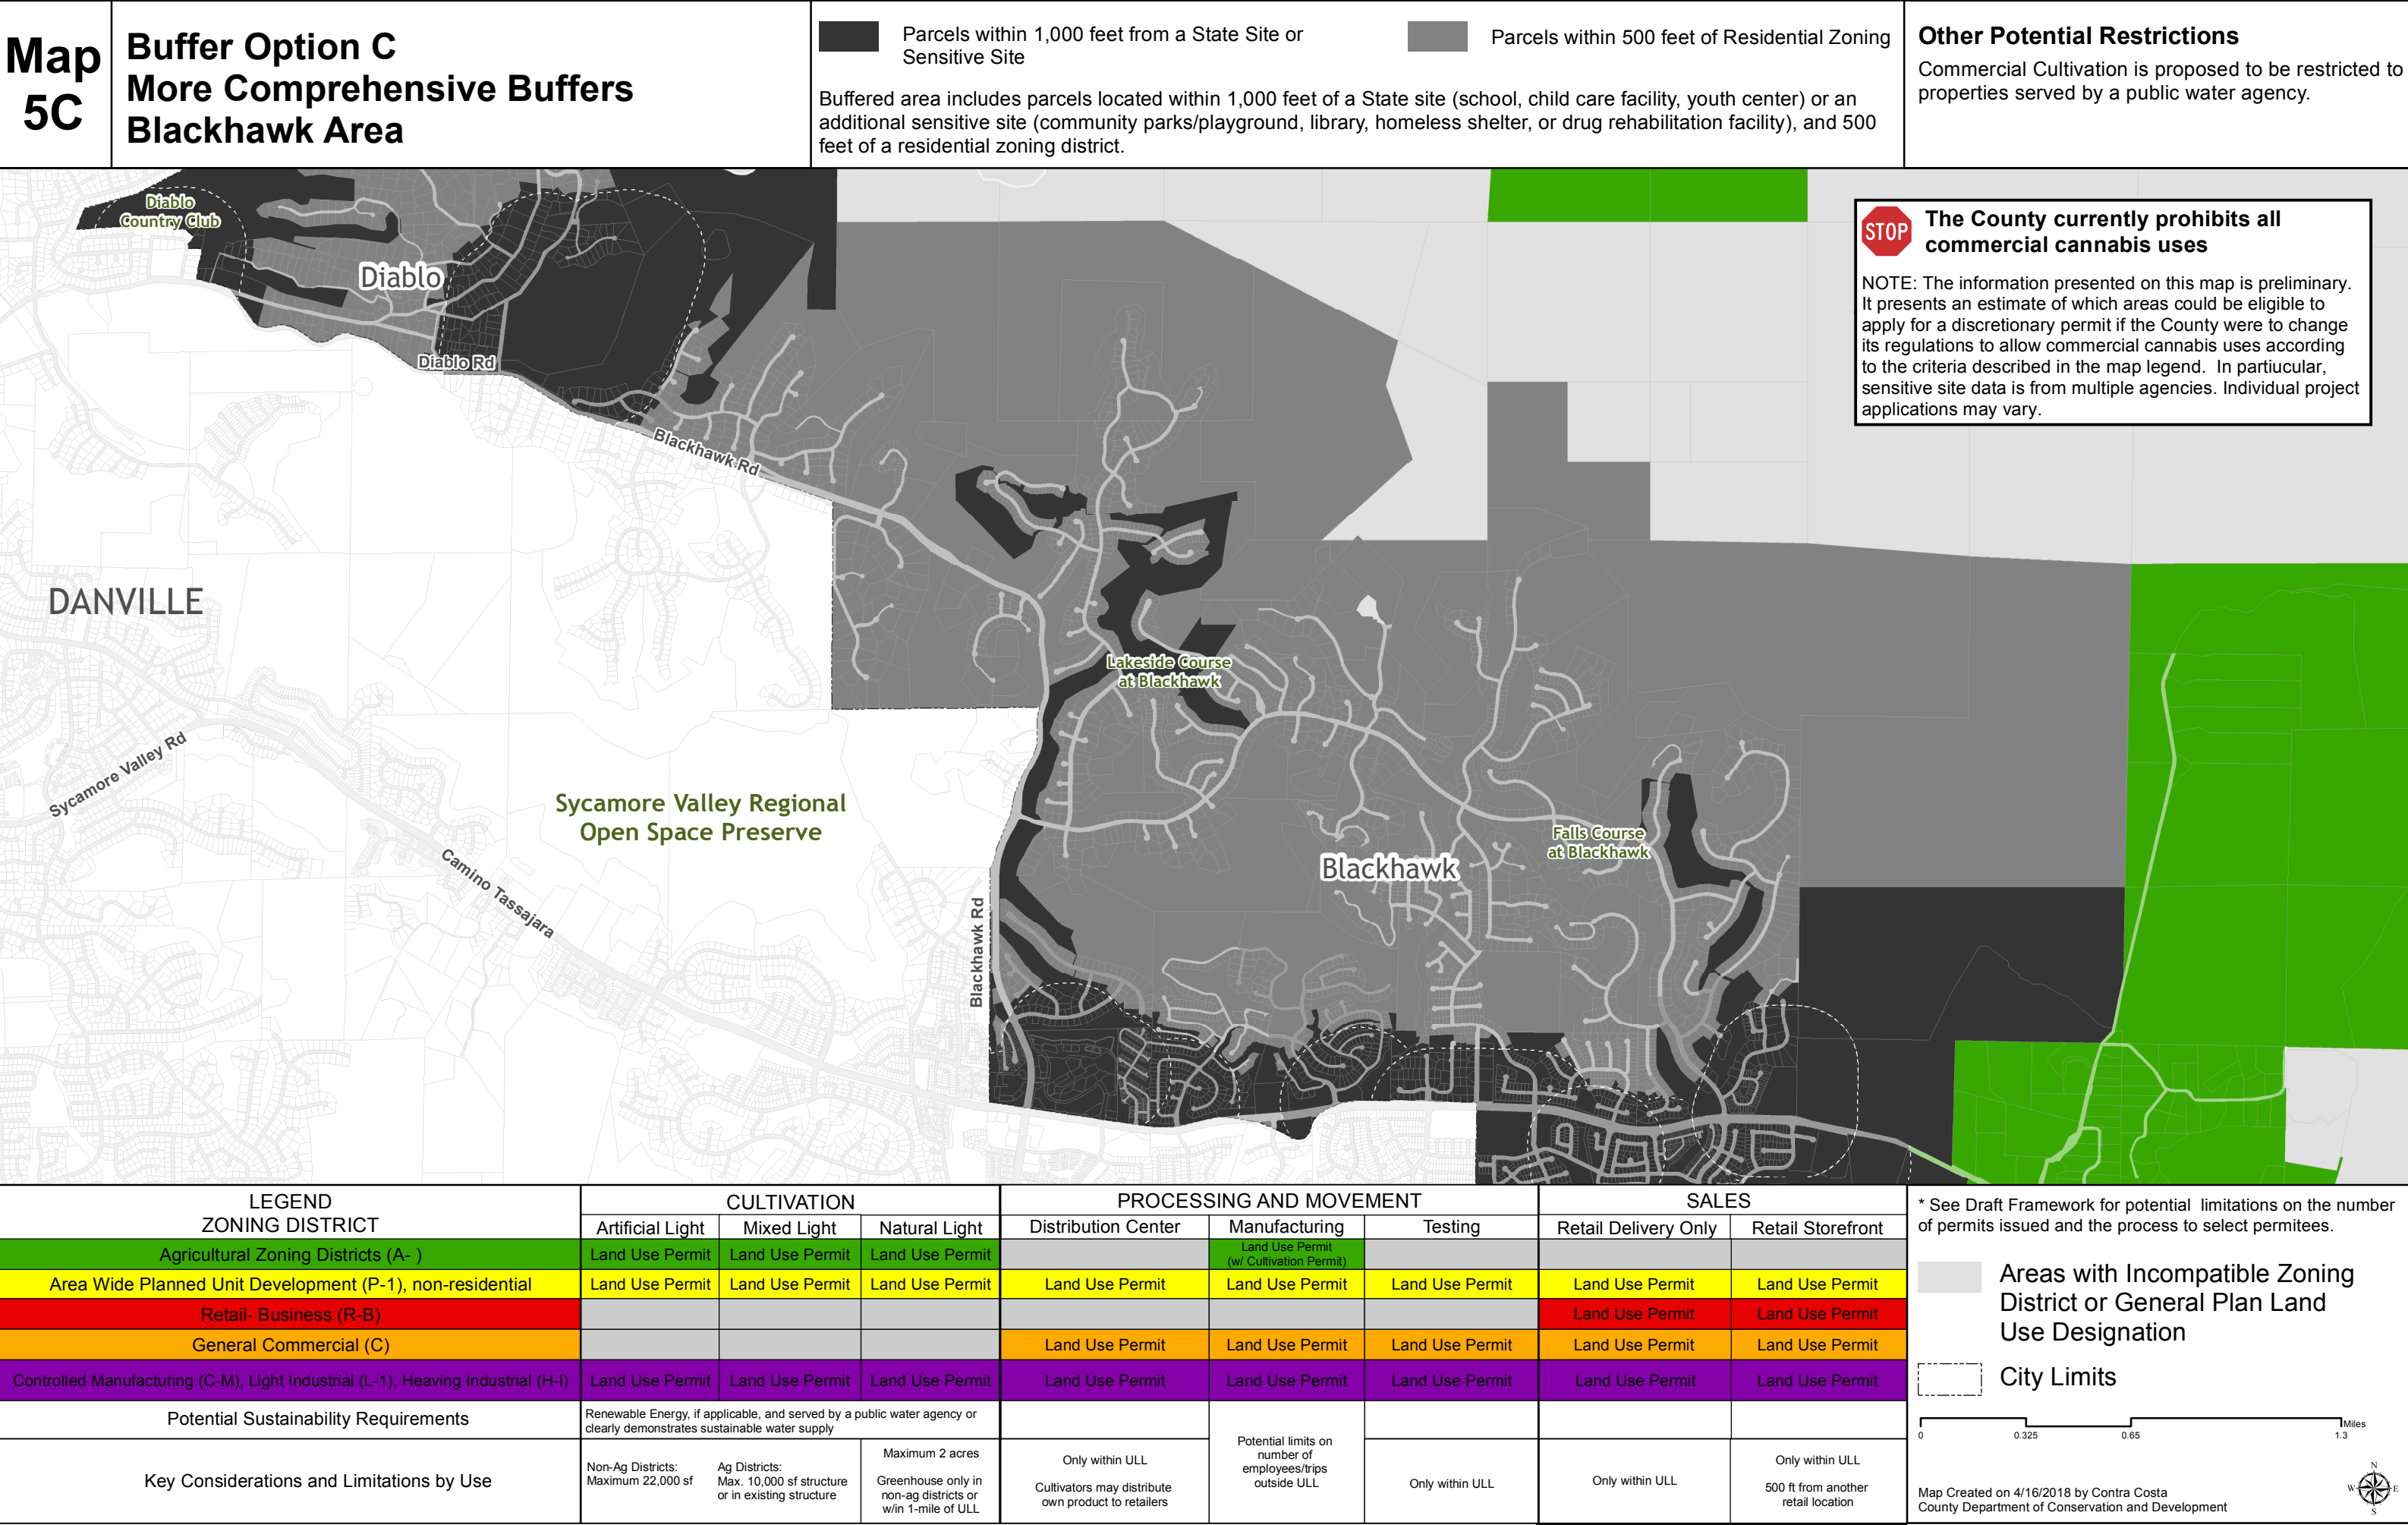 Map
5C
Buffer Option C
More Comprehensive Buffers
Blackhawk Area
Parcels within 1,000 feet from a State Site or
Sensitive Site
Parcels within 500 feet of Residential Zoning
Buffered area includes parcels located within 1,000 feet of a State site (school, child care facility, youth center) or an
additional sensitive site (community parks/playground, library, homeless shelter, or drug rehabilitation facility), and 500
feet of a residential zoning district.
Other Potential Restrictions
Commercial Cultivation is proposed to be restricted to
properties served by a public water agency.
STOP
The County currently prohibits all
commercial cannabis uses
NOTE: The information presented on this map is preliminary.
It presents an estimate of which areas could be eligible to
apply for a discretionary permit if the County were to change
its regulations to allow commercial cannabis uses according
to the criteria described in the map legend. In partiucular,
sensitive site data is from multiple agencies. Individual project
applications may vary.
Diablo
Country Club
Diablo
Diablo Rd
Blackhawk Rd
DANVILLE
Lakeside Course
at Blackhawk
Sycamore Valley Rd
Sycamore Valley Regional
Open Space Preserve
Falls Course
at Blackhawk
Blackhawk
Camino Tassajara
Blackhawk Rd
LEGEND
ZONING DISTRICT
CULTIVATION
PROCESSING AND MOVEMENT
SALES
Artificial Light
Mixed Light
Natural Light
Distribution Center
Manufacturing
Testing
Retail Delivery Only
Retail Storefront
Agricultural Zoning Districts (A- )
Land Use Permit
Land Use Permit
Land Use Permit
Land Use Permit
(w/ Cultivation Permit)
Area Wide Planned Unit Development (P-1), non-residential
Land Use Permit
Land Use Permit
Land Use Permit
Land Use Permit
Land Use Permit
Land Use Permit
Land Use Permit
Land Use Permit
Retail- Business (R-B)
Land Use Permit
Land Use Permit
General Commercial (C)
Land Use Permit
Land Use Permit
Land Use Permit
Land Use Permit
Land Use Permit
Controlled Manufacturing (C-M), Light Industrial (L-1), Heaving Industrial (H-I)
Land Use Permit
Land Use Permit
Land Use Permit
Land Use Permit
Land Use Permit
Land Use Permit
Land Use Permit
Land Use Permit
Potential Sustainability Requirements
Renewable Energy, if applicable, and served by a public water agency or
clearly demonstrates sustainable water supply
Key Considerations and Limitations by Use
Non-Ag Districts:
Maximum 22,000 sf
Ag Districts:
Max. 10,000 sf structure
or in existing structure
Maximum 2 acres
Greenhouse only in
non-ag districts or
w/in 1-mile of ULL
Only within ULL
Cultivators may distribute
own product to retailers
Potential limits on
number of
employees/trips
outside ULL
Only within ULL
Only within ULL
Only within ULL
500 ft from another
retail location
* See Draft Framework for potential limitations on the number
of permits issued and the process to select permitees.
Areas with Incompatible Zoning
District or General Plan Land
Use Designation
City Limits
Miles
0
0.325
0.65
1.3
Map Created on 4/16/2018 by Contra Costa
County Department of Conservation and Development
N
W
E
S